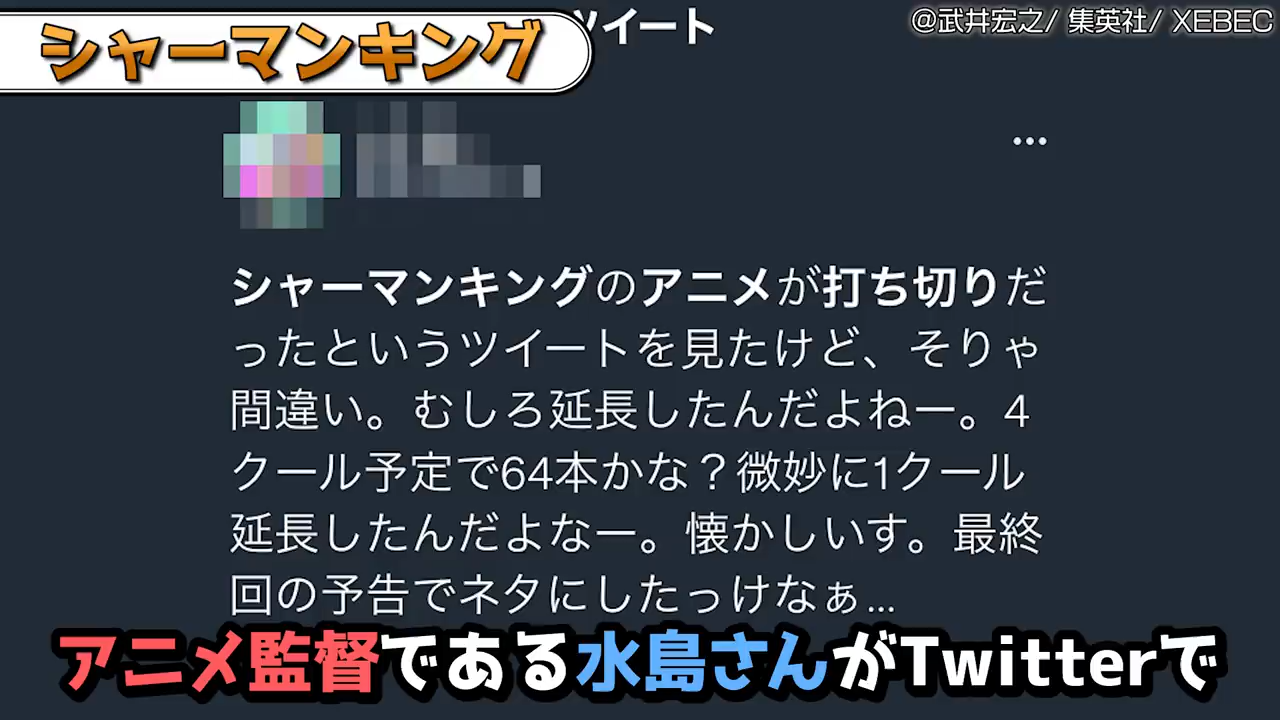 シャーマンキング
ツイート
@武井宏之/ 集英社/ XEBEC
シャーマンキングのアニメが打ち切りだ
ったというツイートを見たけど、そりゃ
間違い。むしろ延長したんだよねー。4
クール予定で64本かな？微妙に1クール
延長したんだよなー。懐かしいす。最終
回の予告でネタにしたっけなぁ...
アニメ監督である水島さんがTwitterで